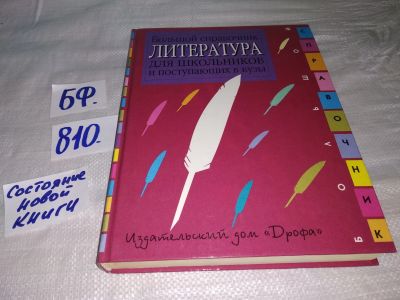 Большой справочник
ЛИТЕРАТУРА
ДЛЯ ШКОЛЬНИКОВ
и поступающих в вузы
Издательский дом «Дрофа»
БОЛЬШОЙ
СПРАВОЧНИК
БФ.
810.
Состояние
новой
книги